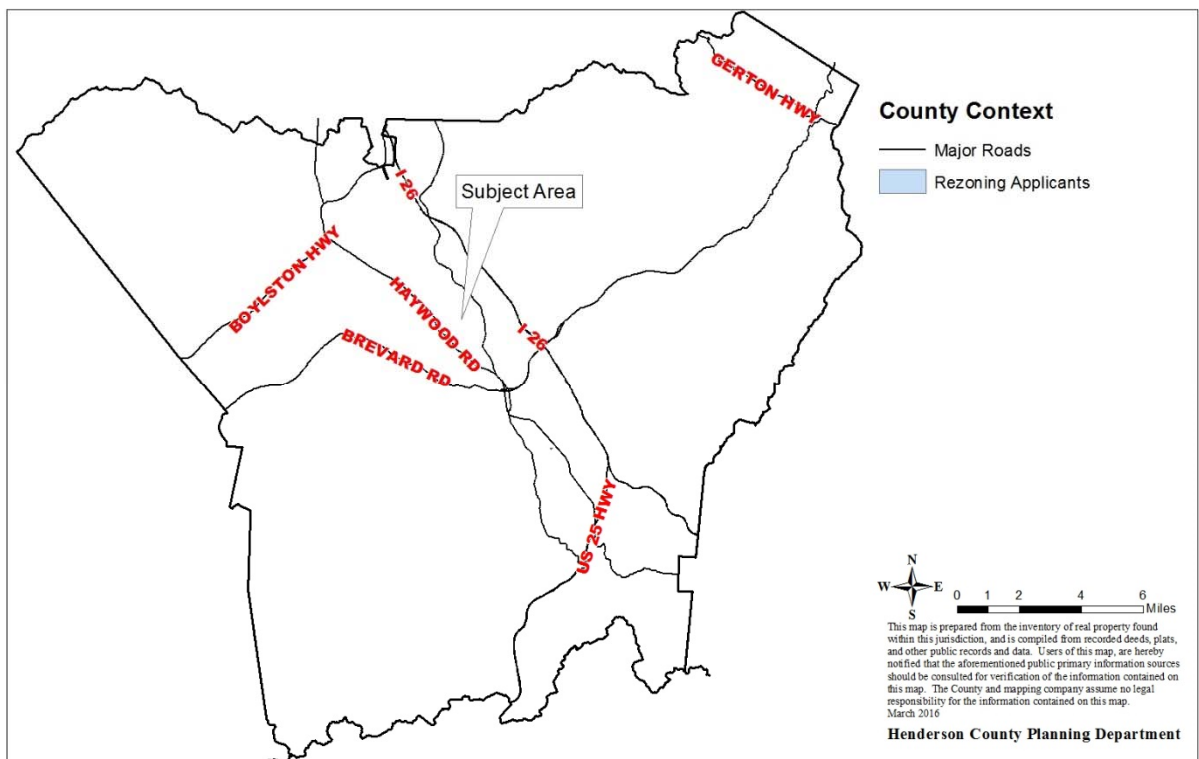 GERTON HWY
County Context
Major Roads
Rezoning Applicants
I 26
Subject Area
BOYLSTON HWY
HAYWOOD RD
BREVARD RD
I 26
US 25 HWY
N
W E
S
0 1 2 4 6
Miles
This map is prepared from the inventory of real property found
within this jurisdiction, and is compiled from recorded deeds, plats,
and other public records and data. Users of this map, are hereby
notified that the aforementioned public primary information sources
should be consulted for verification of the information contained on
this map. The County and mapping company assume no legal
responsibility for the information contained on this map.
March 2016
Henderson County Planning Department